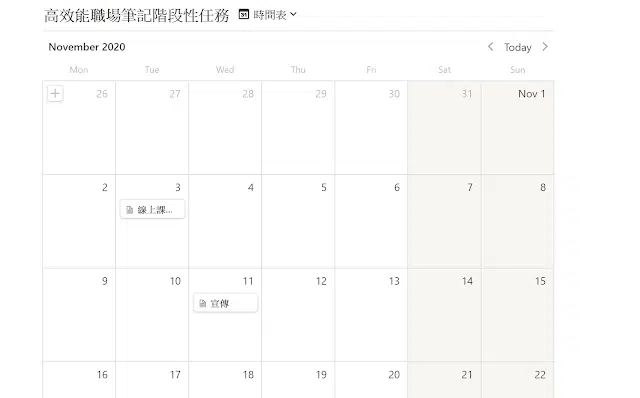 高效能職場筆記階段性任務 時間表
November 2020 Today
Mon Tue Wed Thu Fri Sat Sun
26 27 28 29 30 31 Nov 1
2 3 4 5 6 7 8
線上課...
9 10 11 12 13 14 15
宣傳
16 17 18 19 20 21 22